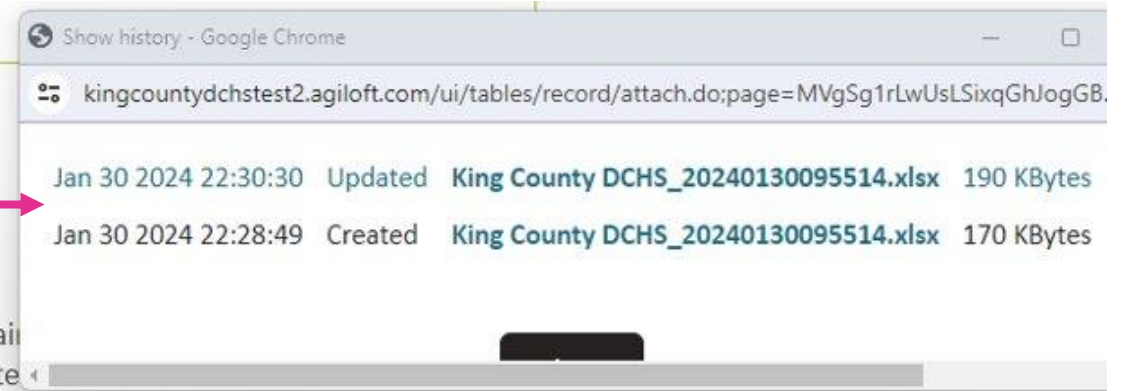 Show history - Google Chrome
kingcountydchstest2.agiloft.com/ui/tables/record/attach.do;page=MVgSg1rLwUsLSixqGhJogGB.
Jan 30 2024 22:30:30 Updated King County DCHS_20240130095514.xlsx 190 KBytes
Jan 30 2024 22:28:49 Created King County DCHS_20240130095514.xlsx 170 KBytes